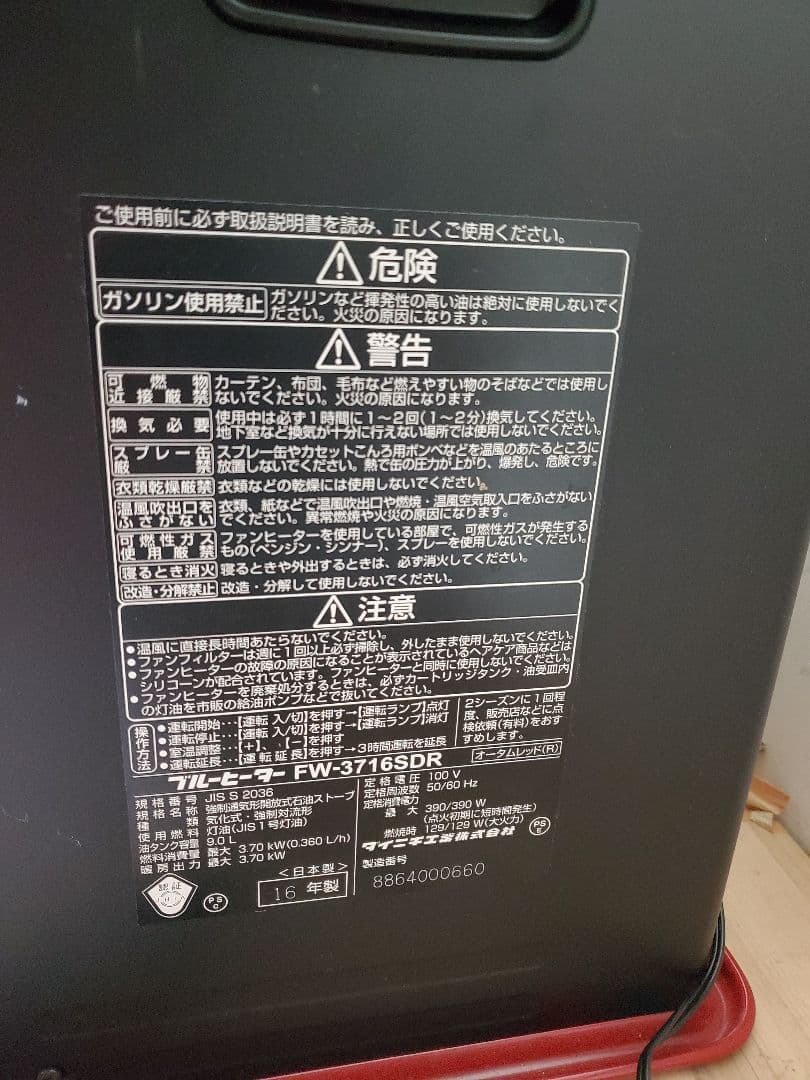 ご使用前に必ず取扱説明書を読み、正しくご使用ください。
危険
ガソリン使用禁止 ガソリンなど揮発性の高い油は絶対に使用しないでく
ださい。火災の原因になります。
警告
可燃物近接厳禁 カーテン、布団、毛布など燃えやすい物のそばなどでは使用し
ないでください。火災の原因になります。
換気必要 使用中は必ず1時間に1〜2回(1〜2分)換気してください。
地下室など換気が十分に行えない場所では使用しないでください。
スプレー缶厳禁 スプレー缶やカセットこんろ用ボンベなどを温風のあたるところに
放置しないでください。熱で缶の圧力が上がり、爆発し、危険です。
衣類乾燥厳禁 衣類などの乾燥には使用しないでください。
温風吹出口をふさがない 衣類、紙などで温風吹出口や燃焼・温風空気取入口をふさがない
でください。異常燃焼や火災の原因になります。
可燃性ガス使用厳禁 ファンヒーターを使用している部屋で、可燃性ガスが発生する
もの(ベンジン・シンナー)、スプレーを使用しないでください。
寝るとき消火 寝るときや外出するときは、必ず消火してください。
改造・分解禁止 改造・分解して使用しないでください。
注意
●温風に直接長時間あたらないでください。
●ファンフィルターは週に1回以上必ず掃除し、外したまま使用しないでください。
●ファンヒーターの故障の原因になることが表示されているヘアケア商品などは
シリコーンが配合されています。ファンヒーターと同時に使用しないでください。
●ファンヒーターを廃棄処分するときは、必ずカートリッジタンク・油受皿内
の灯油を市販の給油ポンプなどで抜いてください。
操作方法
●運転開始…【運転 入/切】を押す→【運転ランプ】点灯
●運転停止…【運転 入/切】を押す→【運転ランプ】消灯
●室温調整…【+】、【-】を押す
●運転延長…【運転延長】を押す→3時間運転を延長
2シーズンに1回程
度、販売店などに点
検依頼(有料)をおす
すめします。
オータムレッド(R)
ブルーヒーター FW-3716SDR
規格番号 JIS S 2036
規格名称 強制通気形開放式石油ストーブ
種類 気化式・強制対流形
使用燃料 灯油(JIS1号灯油)
油タンク容量 9.0 L
燃料消費量 最大 3.70 kW(0.360 L/h)
暖房出力 最大 3.70 kW
<日本製>
16 年製
認証
PS
C
定格電圧 100 V
定格周波数 50/60 Hz
定格消費電力
最大 390/390 W
(点火初期に短時間発生)
燃焼時 129/129 W(大火力)
ダイニチ工業株式会社
PS
E
製造番号
8864000660